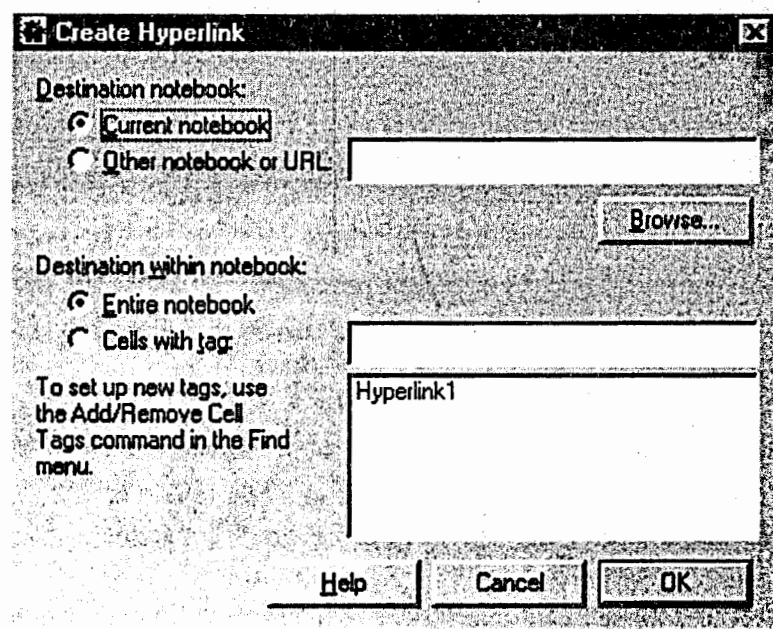 Create Hyperlink
Destination notebook:
Current notebook
Other notebook or URL:
Browse...
Destination within notebook:
Entire notebook
Cells with tag:
To set up new tags, use
the Add/Remove Cell
Tags command in the Find
menu.
Hyperlink1
Help
Cancel
OK